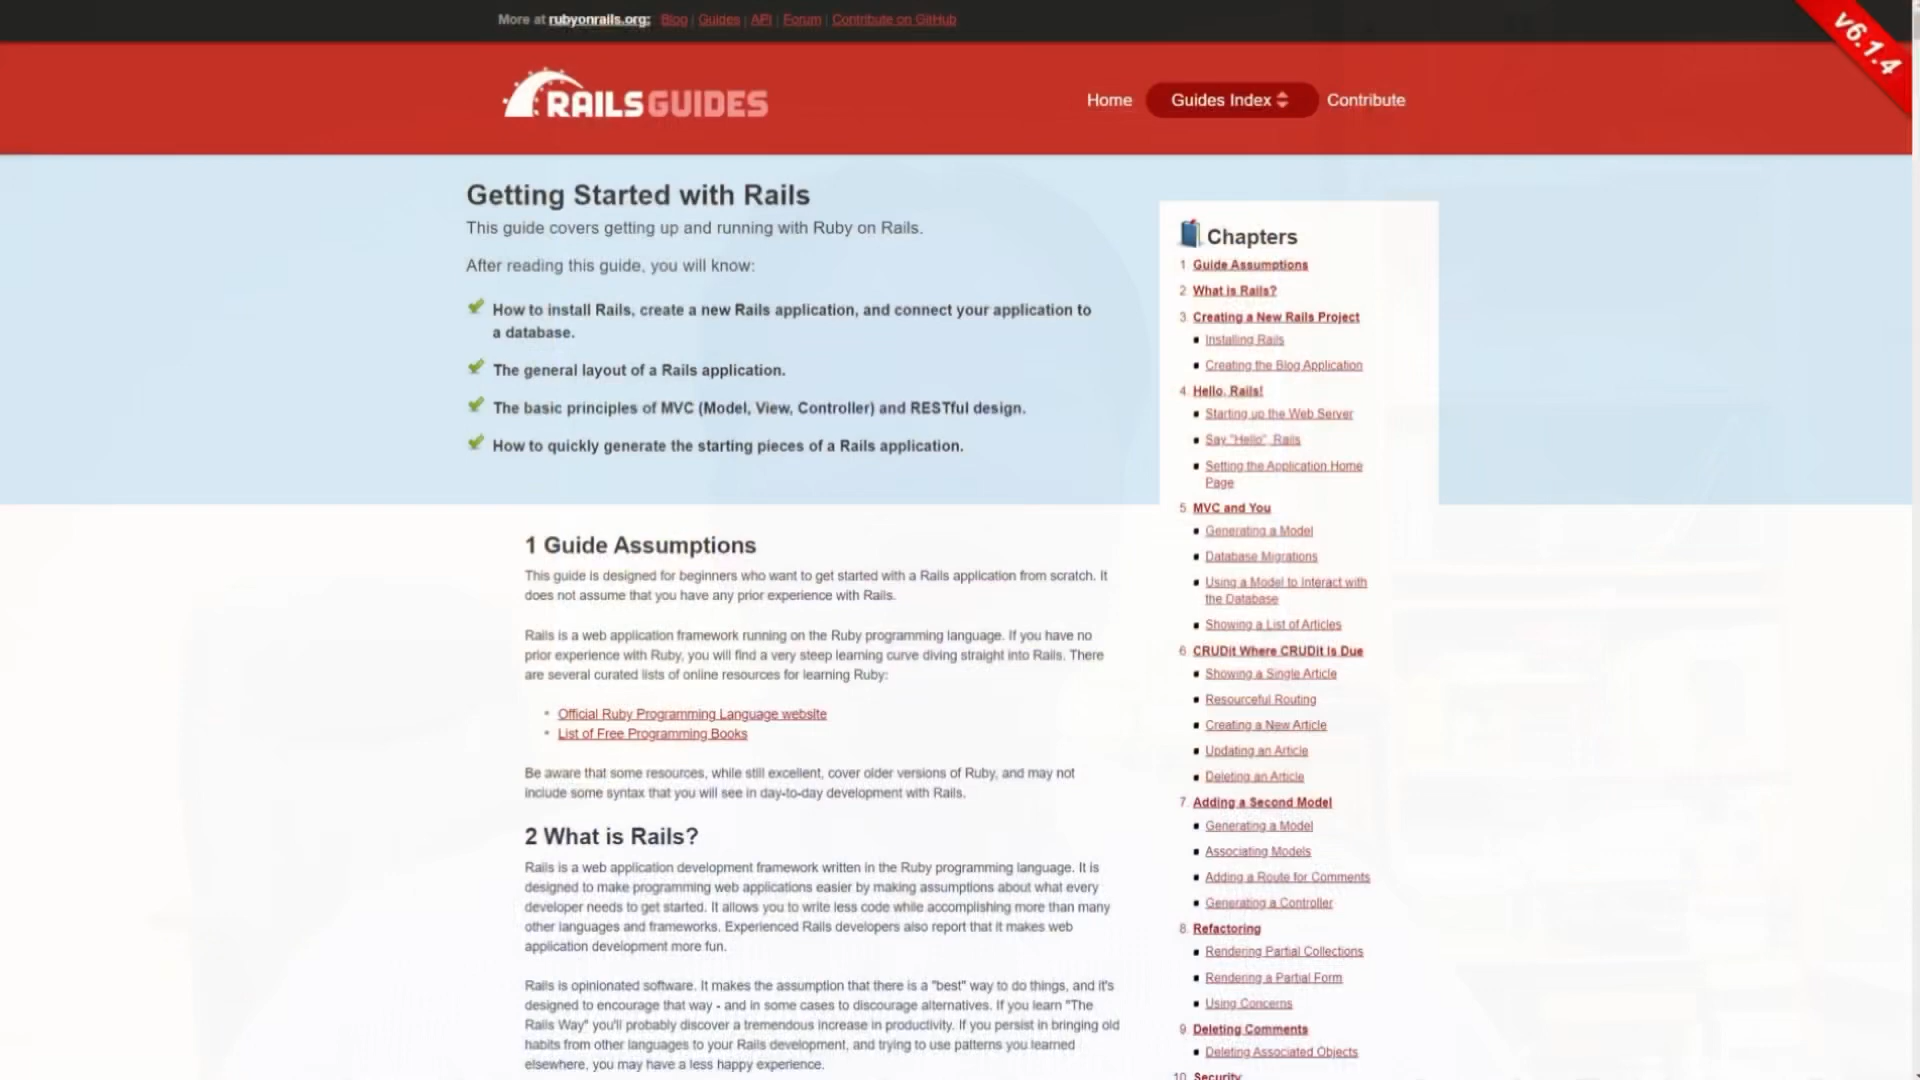 More at rubyonrails.org: Blog | Guides | API | Forum | Contribute on GitHub
v6.1.4
RAILSGUIDES
Home
Guides Index
Contribute
Getting Started with Rails
This guide covers getting up and running with Ruby on Rails.
After reading this guide, you will know:
How to install Rails, create a new Rails application, and connect your application to
a database.
The general layout of a Rails application.
The basic principles of MVC (Model, View, Controller) and RESTful design.
How to quickly generate the starting pieces of a Rails application.
Chapters
1 Guide Assumptions
2 What is Rails?
3 Creating a New Rails Project
Installing Rails
Creating the Blog Application
4 Hello, Rails!
Starting up the Web Server
Say "Hello", Rails
Setting the Application Home
Page
5 MVC and You
Generating a Model
Database Migrations
Using a Model to Interact with
the Database
Showing a List of Articles
6 CRUDit Where CRUDit Is Due
Showing a Single Article
Resourceful Routing
Creating a New Article
Updating an Article
Deleting an Article
7 Adding a Second Model
Generating a Model
Associating Models
Adding a Route for Comments
Generating a Controller
8 Refactoring
Rendering Partial Collections
Rendering a Partial Form
Using Concerns
9 Deleting Comments
Deleting Associated Objects
10 Security
1 Guide Assumptions
This guide is designed for beginners who want to get started with a Rails application from scratch. It
does not assume that you have any prior experience with Rails.
Rails is a web application framework running on the Ruby programming language. If you have no
prior experience with Ruby, you will find a very steep learning curve diving straight into Rails. There
are several curated lists of online resources for learning Ruby:
Official Ruby Programming Language website
List of Free Programming Books
Be aware that some resources, while still excellent, cover older versions of Ruby, and may not
include some syntax that you will see in day-to-day development with Rails.
2 What is Rails?
Rails is a web application development framework written in the Ruby programming language. It is
designed to make programming web applications easier by making assumptions about what every
developer needs to get started. It allows you to write less code while accomplishing more than many
other languages and frameworks. Experienced Rails developers also report that it makes web
application development more fun.
Rails is opinionated software. It makes the assumption that there is a "best" way to do things, and it's
designed to encourage that way - and in some cases to discourage alternatives. If you learn "The
Rails Way" you'll probably discover a tremendous increase in productivity. If you persist in bringing old
habits from other languages to your Rails development, and trying to use patterns you learned
elsewhere, you may have a less happy experience.